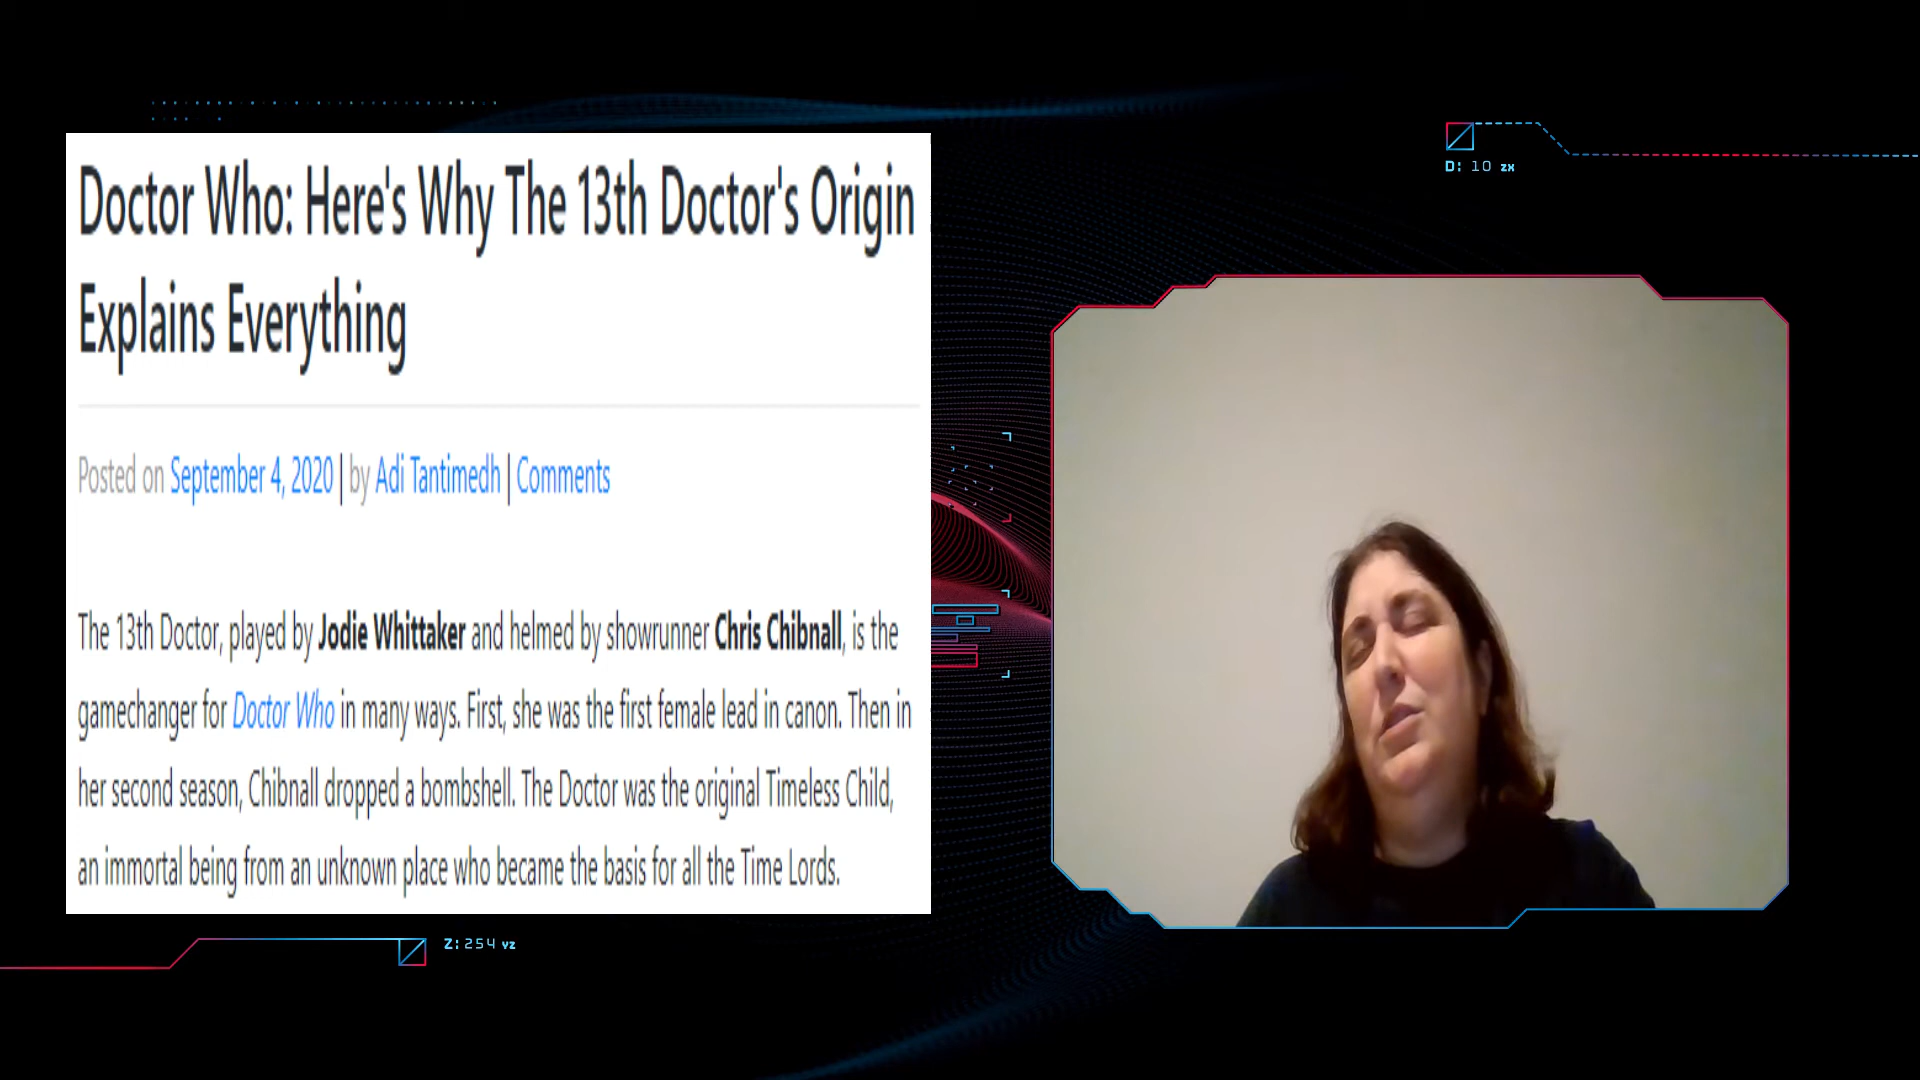 Doctor Who: Here's Why The 13th Doctor's Origin
Explains Everything
Posted on September 4, 2020 | by Adi Tantimedh | Comments
The 13th Doctor, played by Jodie Whittaker and helmed by showrunner Chris Chibnall, is the
gamechanger for Doctor Who in many ways. First, she was the first female lead in canon. Then in
her second season, Chibnall dropped a bombshell. The Doctor was the original Timeless Child,
an immortal being from an unknown place who became the basis for all the Time Lords.
D: 10 zx
Z: 254 vz